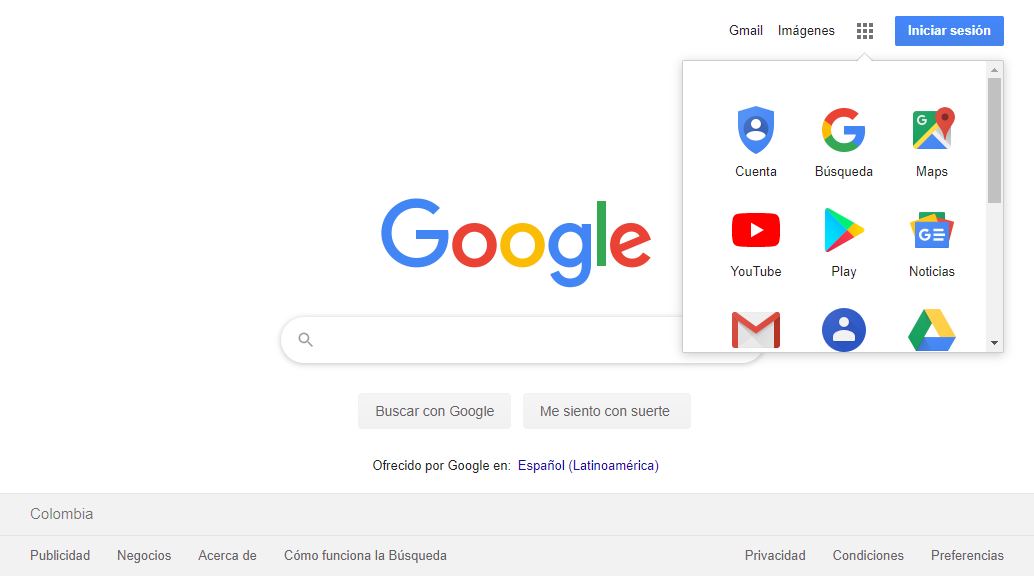 Gmail Imágenes Iniciar sesión
Cuenta Búsqueda Maps
YouTube Play Noticias
Google
Buscar con Google Me siento con suerte
Ofrecido por Google en: Español (Latinoamérica)
Colombia
Publicidad Negocios Acerca de Cómo funciona la Búsqueda Privacidad Condiciones Preferencias